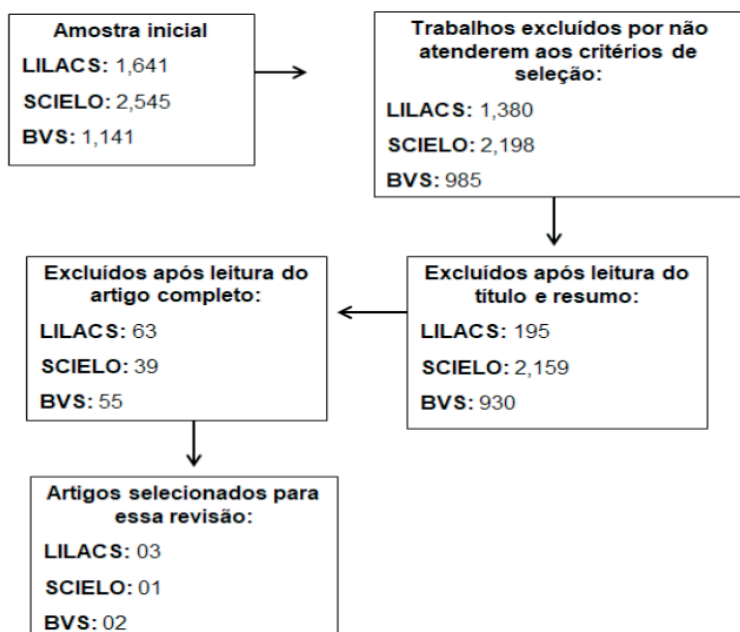 Amostra inicial
LILACS: 1,641
SCIELO: 2,545
BVS: 1,141
Trabalhos excluídos por não
atenderem aos critérios de
seleção:
LILACS: 1,380
SCIELO: 2,198
BVS: 985
Excluídos após leitura do
título e resumo:
LILACS: 195
SCIELO: 2,159
BVS: 930
Excluídos após leitura do
artigo completo:
LILACS: 63
SCIELO: 39
BVS: 55
Artigos selecionados para
essa revisão:
LILACS: 03
SCIELO: 01
BVS: 02